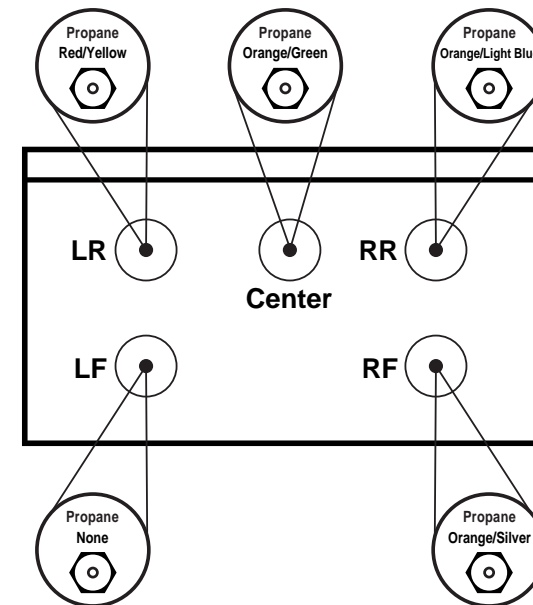 Propane
Red/Yellow
Propane
Orange/Green
Propane
Orange/Light Blu
LR
RR
Center
LF
RF
Propane
None
Propane
Orange/Silver